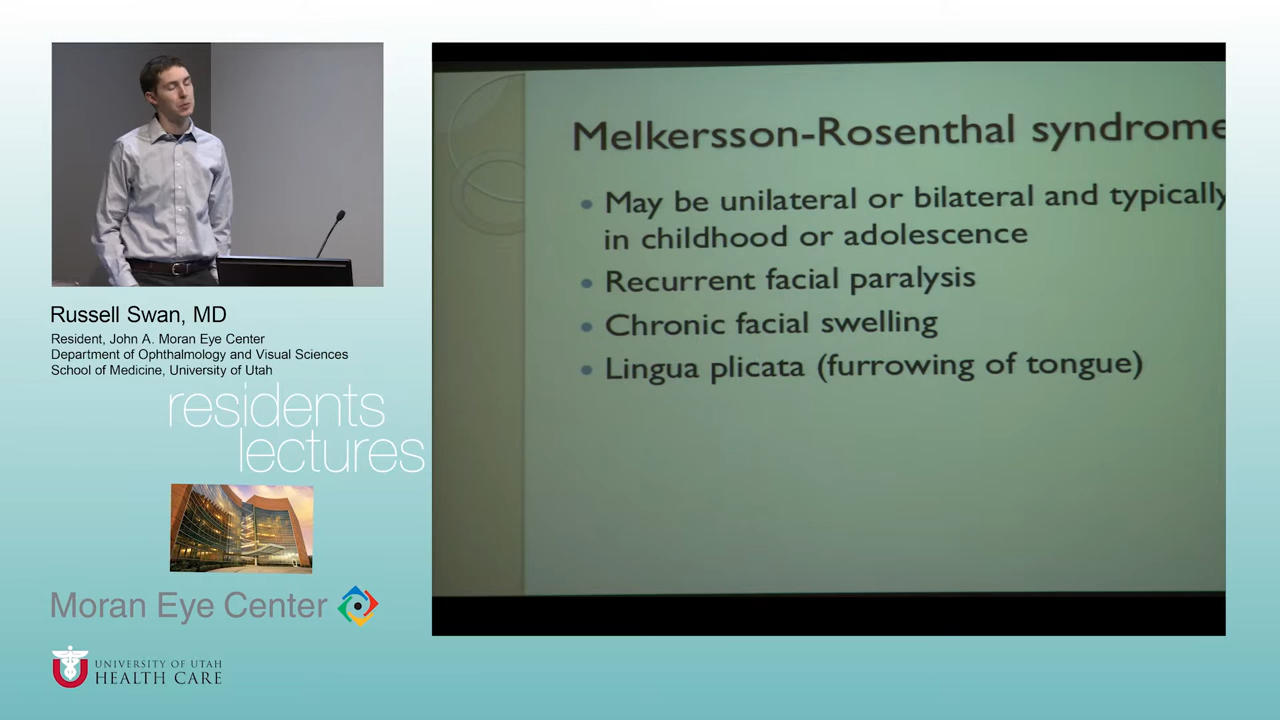 Melkersson-Rosenthal syndrome
May be unilateral or bilateral and typically
in childhood or adolescence
Recurrent facial paralysis
Chronic facial swelling
Lingua plicata (furrowing of tongue)
Russell Swan, MD
Resident, John A. Moran Eye Center
Department of Ophthalmology and Visual Sciences
School of Medicine, University of Utah
residents
lectures
Moran Eye Center
UNIVERSITY OF UTAH
HEALTH CARE